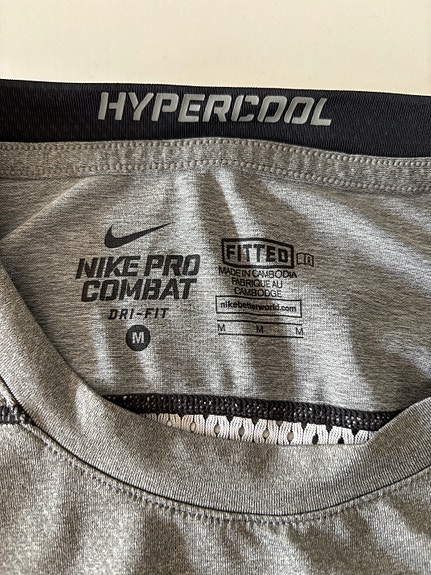 HYPERCOOL
NIKE PRO
COMBAT
DRI-FIT
M
FITTED
MADE IN CAMBODIA
FABRIQUE AU
CAMBODGE
nikebetterworld.com
M M M